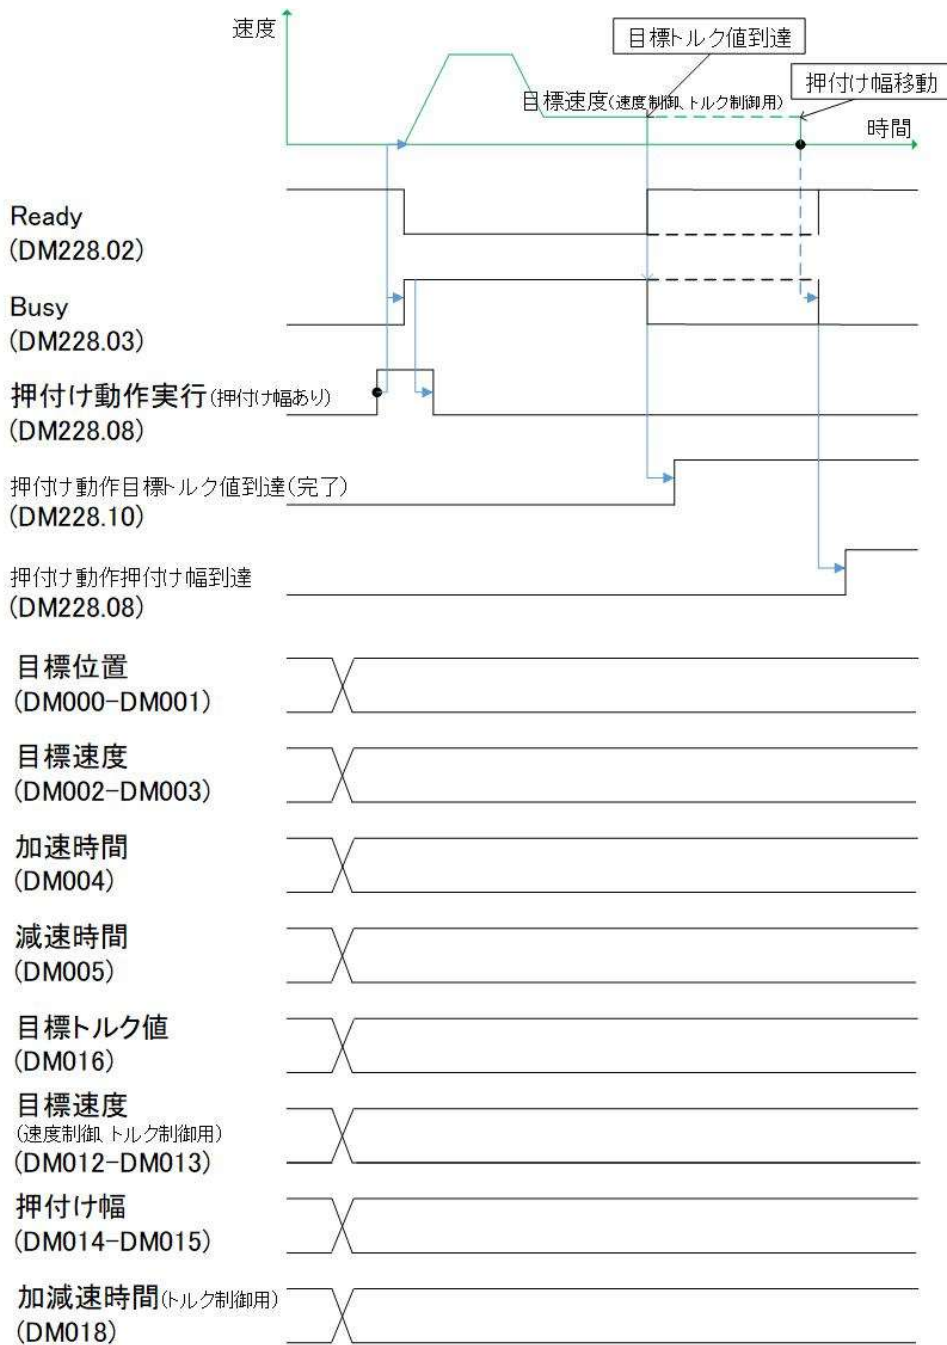 速度
目標トルク値到達
押付け幅移動
目標速度(速度制御、トルク制御用)
時間
Ready
(DM228.02)
Busy
(DM228.03)
押付け動作実行(押付け幅あり)
(DM228.08)
押付け動作目標トルク値到達(完了)
(DM228.10)
押付け動作押付け幅到達
(DM228.08)
目標位置
(DM000-DM001)
目標速度
(DM002-DM003)
加速時間
(DM004)
減速時間
(DM005)
目標トルク値
(DM016)
目標速度
(速度制御、トルク制御用)
(DM012-DM013)
押付け幅
(DM014-DM015)
加減速時間(トルク制御用)
(DM018)